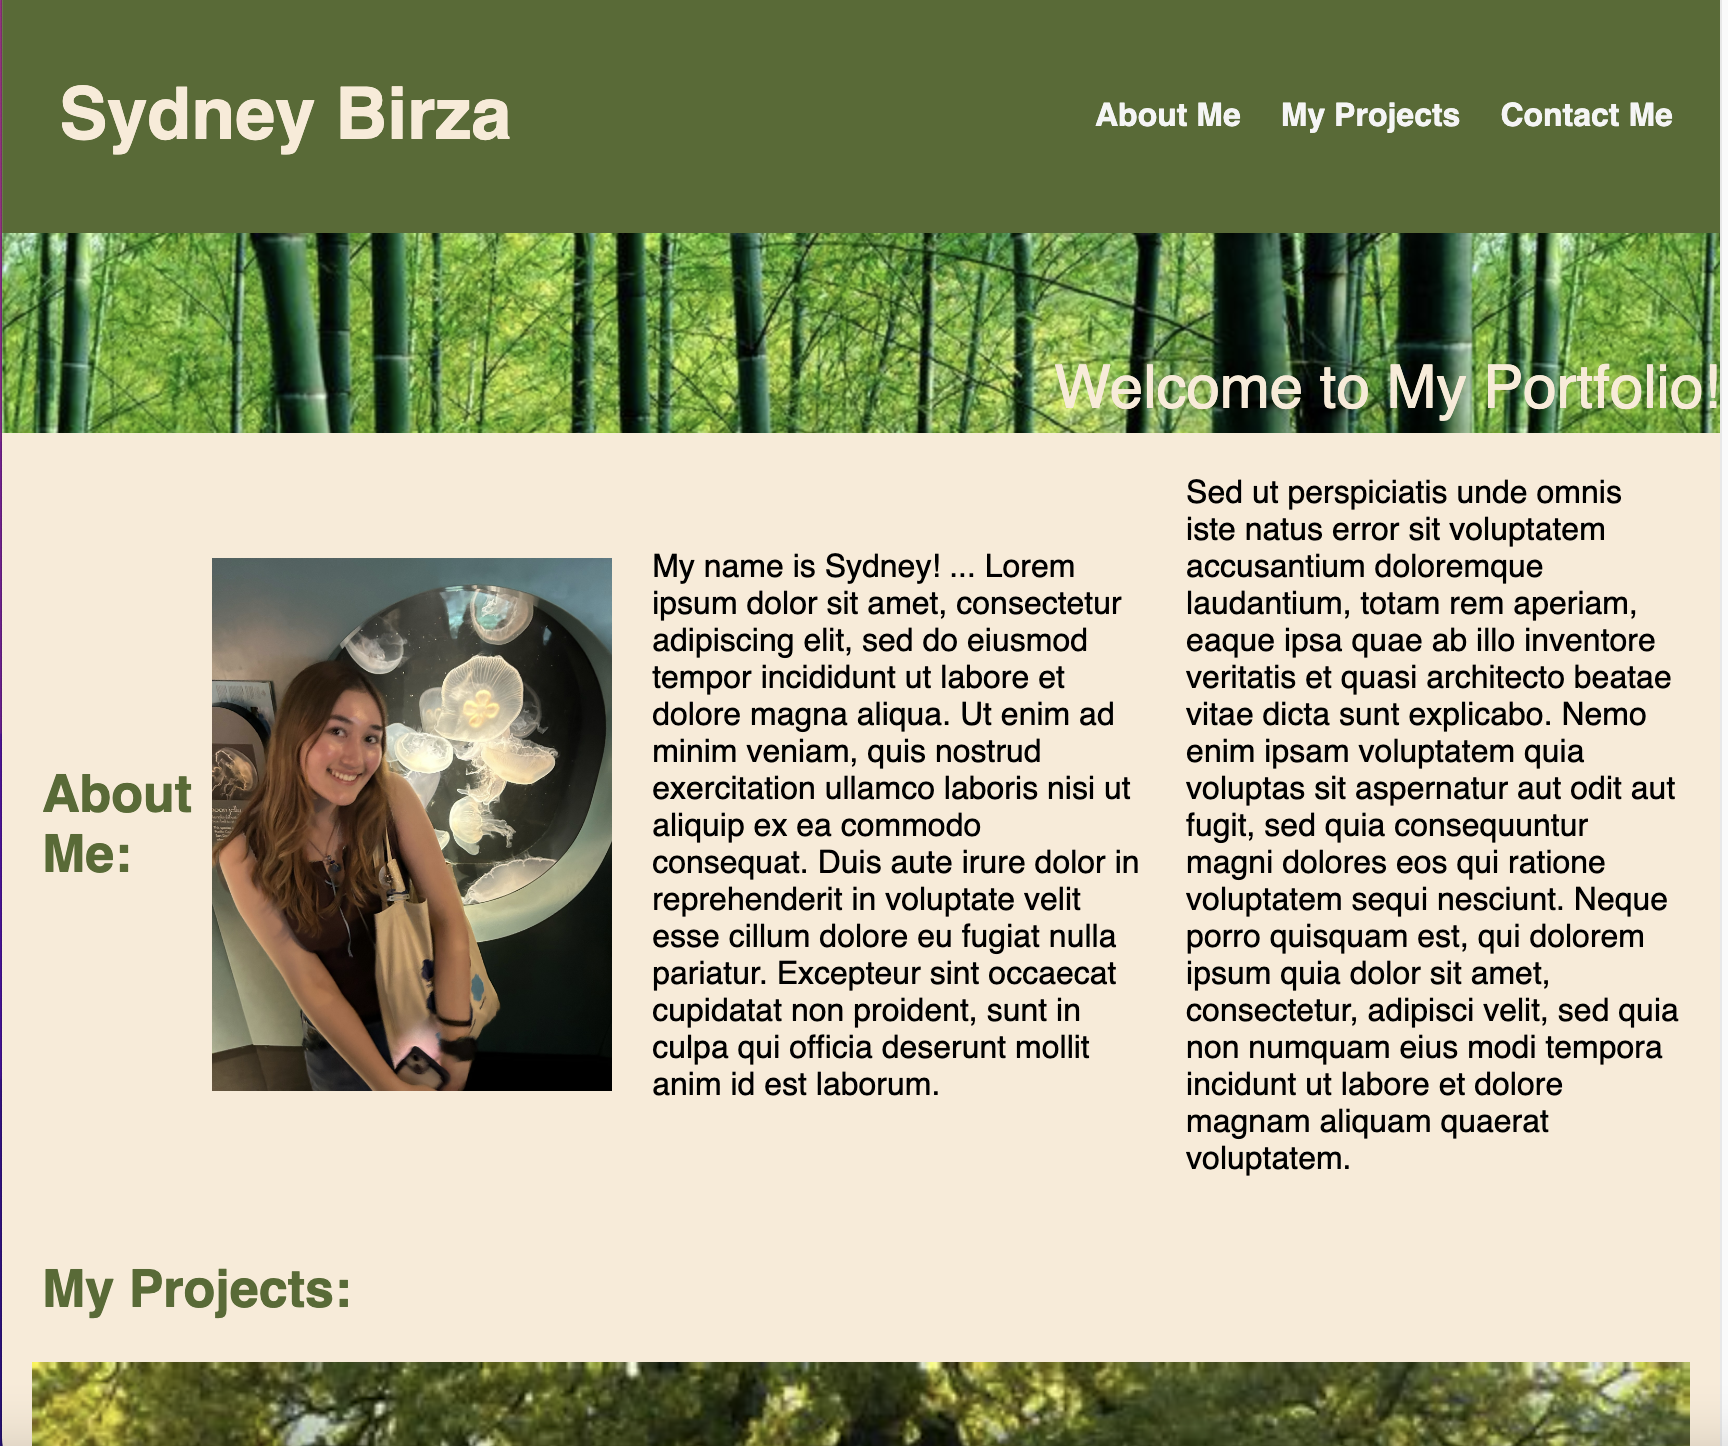 Sydney Birza
About Me
My Projects
Contact Me
Welcome to My Portfolio!
About
Me:
My name is Sydney! ... Lorem
ipsum dolor sit amet, consectetur
adipiscing elit, sed do eiusmod
tempor incididunt ut labore et
dolore magna aliqua. Ut enim ad
minim veniam, quis nostrud
exercitation ullamco laboris nisi ut
aliquip ex ea commodo
consequat. Duis aute irure dolor in
reprehenderit in voluptate velit
esse cillum dolore eu fugiat nulla
pariatur. Excepteur sint occaecat
cupidatat non proident, sunt in
culpa qui officia deserunt mollit
anim id est laborum.
Sed ut perspiciatis unde omnis
iste natus error sit voluptatem
accusantium doloremque
laudantium, totam rem aperiam,
eaque ipsa quae ab illo inventore
veritatis et quasi architecto beatae
vitae dicta sunt explicabo. Nemo
enim ipsam voluptatem quia
voluptas sit aspernatur aut odit aut
fugit, sed quia consequuntur
magni dolores eos qui ratione
voluptatem sequi nesciunt. Neque
porro quisquam est, qui dolorem
ipsum quia dolor sit amet,
consectetur, adipisci velit, sed quia
non numquam eius modi tempora
incidunt ut labore et dolore
magnam aliquam quaerat
voluptatem.
My Projects: